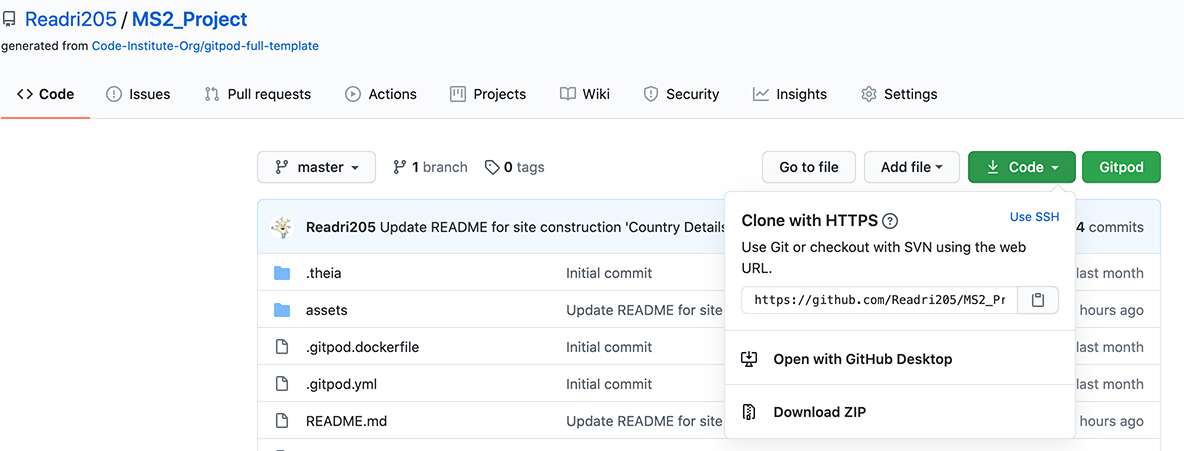 Readri205 / MS2_Project
generated from Code-Institute-Org/gitpod-full-template
Code Issues Pull requests Actions Projects Wiki Security Insights Settings
master 1 branch 0 tags Go to file Add file Code Gitpod
Readri205 Update README for site construction 'Country Details 4 commits
Clone with HTTPS ? Use SSH
Use Git or checkout with SVN using the web
URL.
https://github.com/Readri205/MS2_Pr
Open with GitHub Desktop
Download ZIP
.theia Initial commit last month
assets Update README for site hours ago
.gitpod.dockerfile Initial commit last month
.gitpod.yml Initial commit last month
README.md Update README for site hours ago